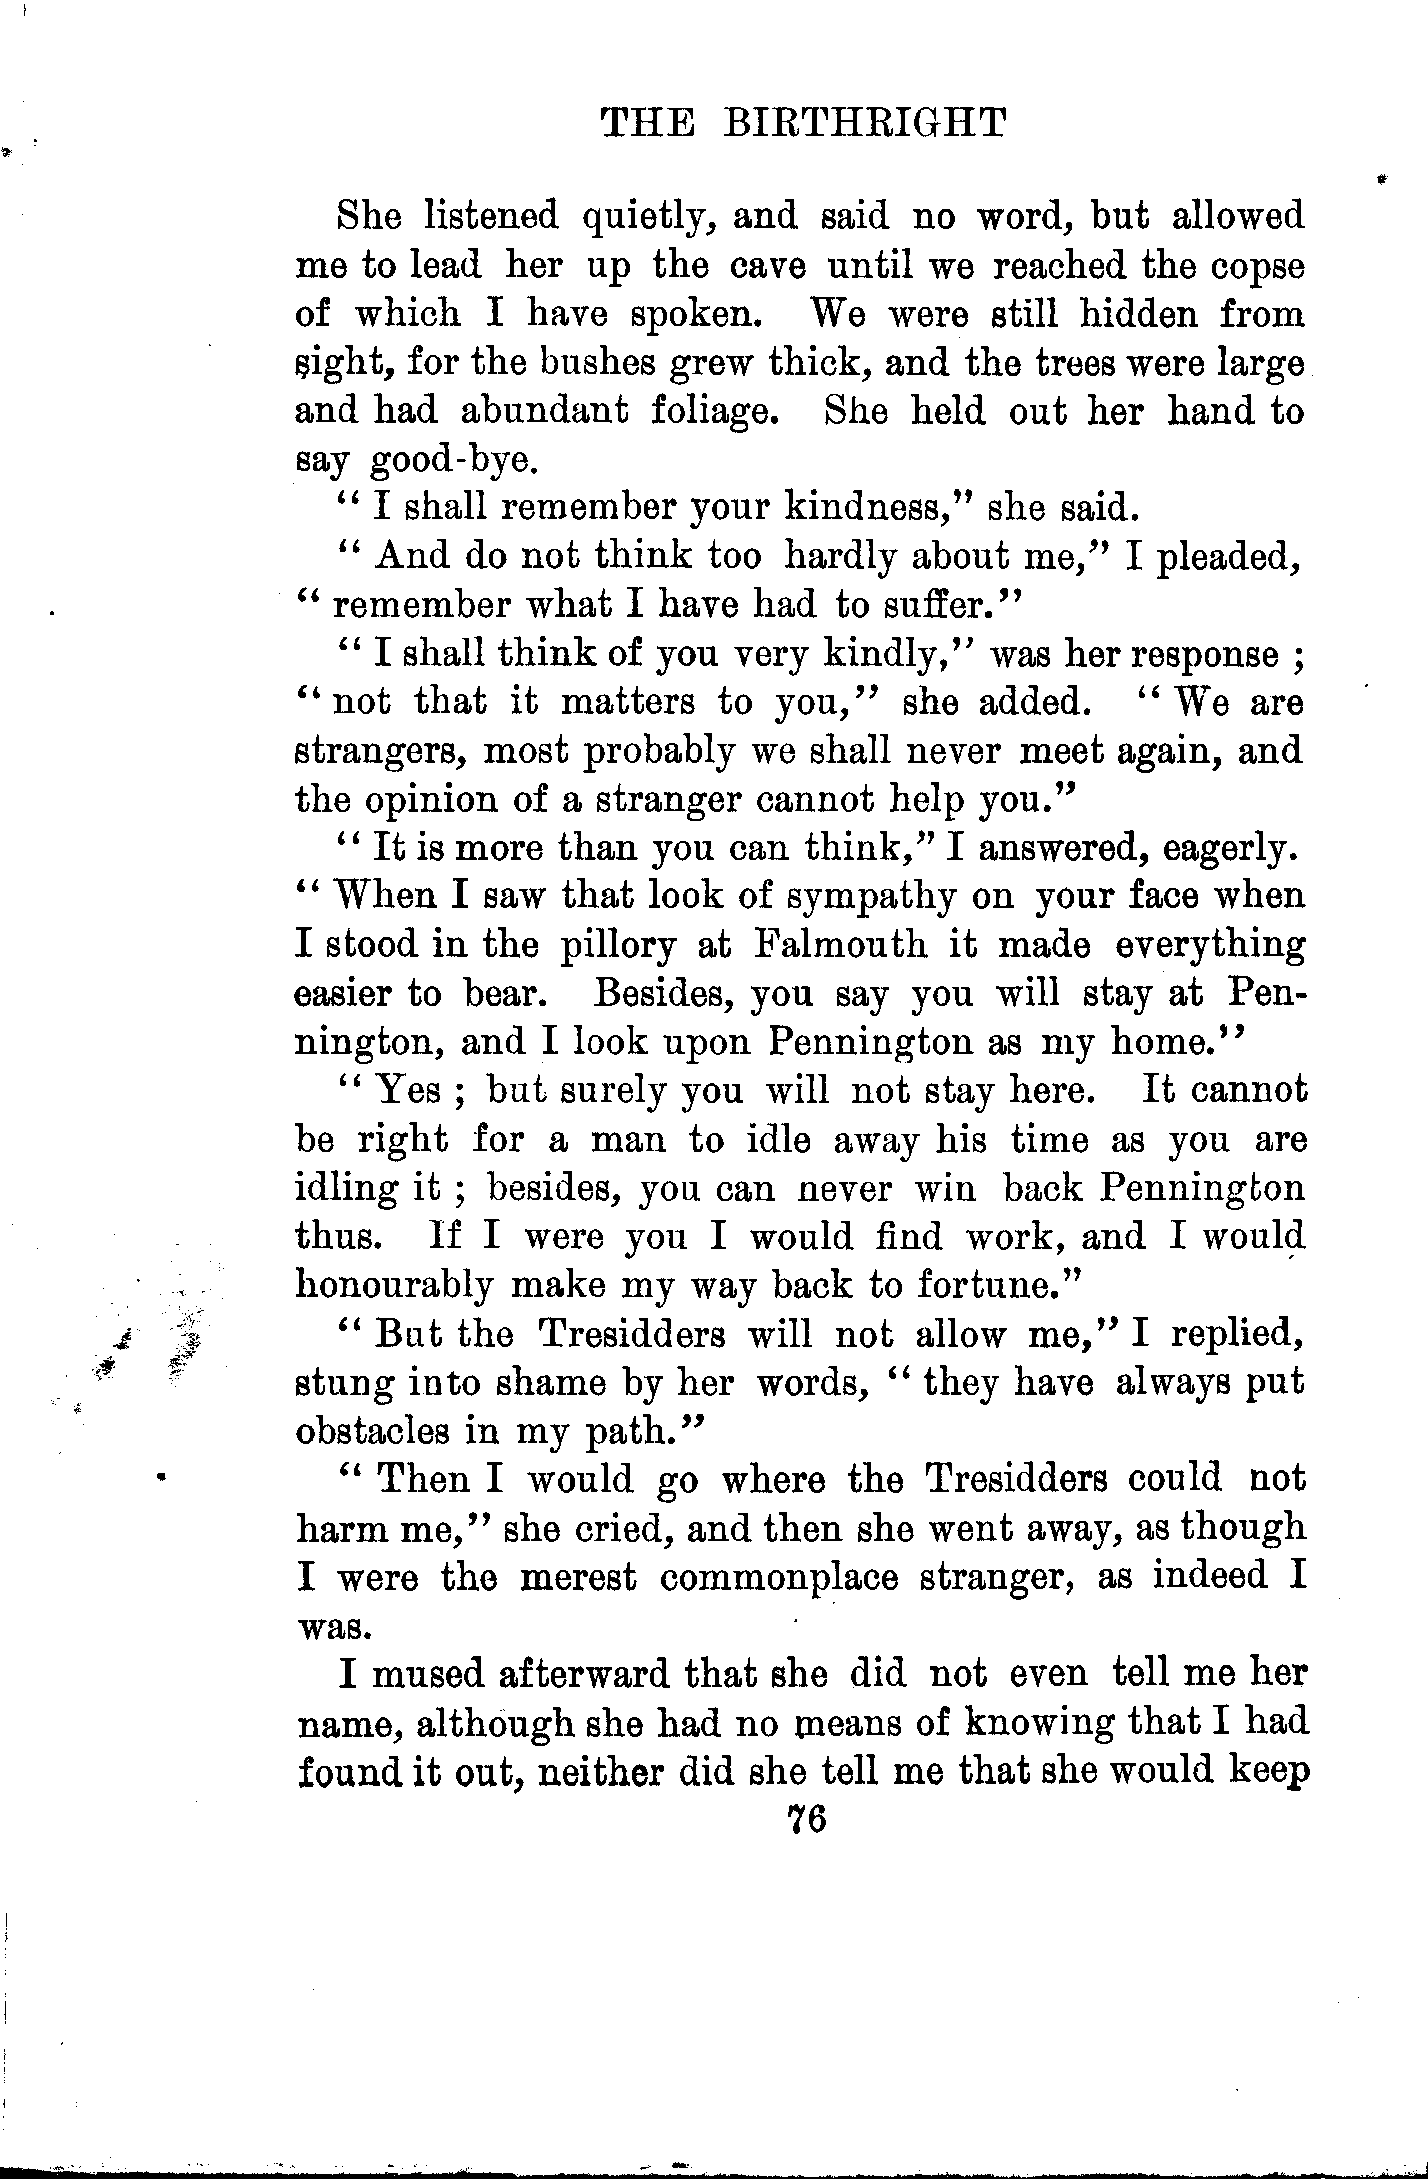 THE BIRTHRIGHT
She listened quietly, and said no word, but allowed
me to lead her up the cave until we reached the copse
of which I have spoken. We were still hidden from
sight, for the bushes grew thick, and the trees were large
and had abundant foliage. She held out her hand to
say good-bye.
“ I shall remember your kindness,” she said.
“ And do not think too hardly about me,” I pleaded,
“ remember what I have had to suffer.”
“ I shall think of you very kindly,” was her response ;
“ not that it matters to you,” she added. “ We are
strangers, most probably we shall never meet again, and
the opinion of a stranger cannot help you.”
“ It is more than you can think,” I answered, eagerly.
“ When I saw that look of sympathy on your face when
I stood in the pillory at Falmouth it made everything
easier to bear. Besides, you say you will stay at Pen-
nington, and I look upon Pennington as my home.”
“ Yes ; but surely you will not stay here. It cannot
be right for a man to idle away his time as you are
idling it ; besides, you can never win back Pennington
thus. If I were you I would find work, and I would
honourably make my way back to fortune.”
“ But the Tresidders will not allow me,” I replied,
stung into shame by her words, “ they have always put
obstacles in my path.”
“ Then I would go where the Tresidders could not
harm me,” she cried, and then she went away, as though
I were the merest commonplace stranger, as indeed I
was.
I mused afterward that she did not even tell me her
name, although she had no means of knowing that I had
found it out, neither did she tell me that she would keep
76